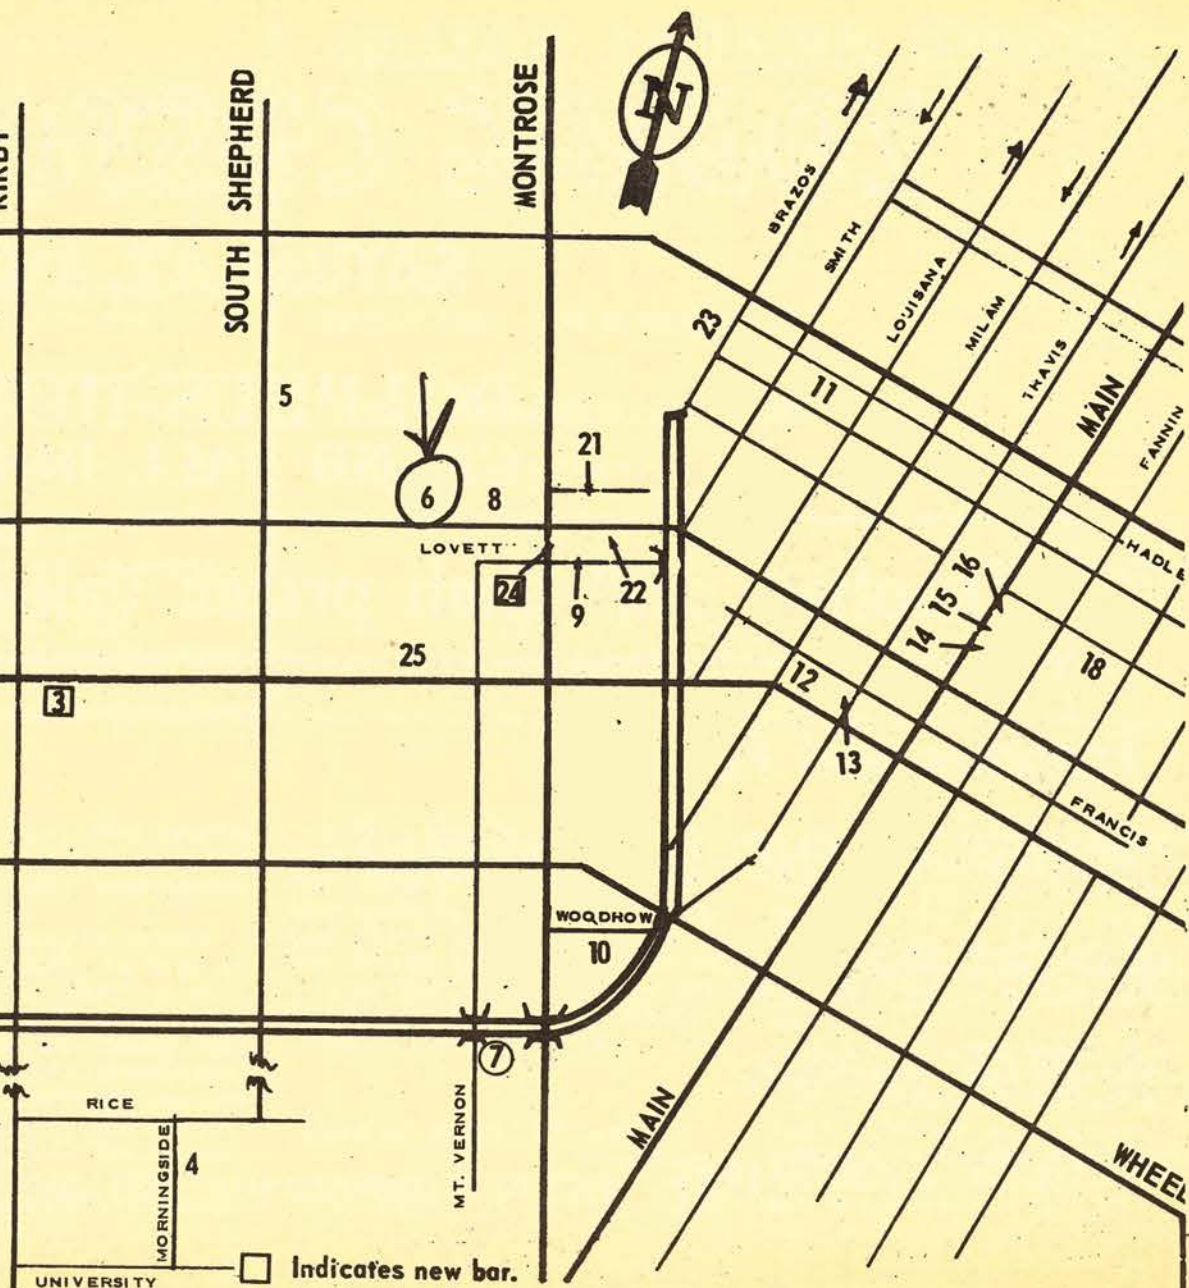 N
SOUTH SHEPHERD
MONTROSE
BRAZOS
SMITH
LOUISANA
MILAM
TRAVIS
MAIN
FANNIN
23
11
5
21
6
8
LOVETT
24
9
22
16
15
14
18
HADLE
25
12
13
3
FRANCIS
WOODHOW
10
7
RICE
MORNINGSIDE
4
MT. VERNON
MAIN
WHEEL
UNIVERSITY
Indicates new bar.